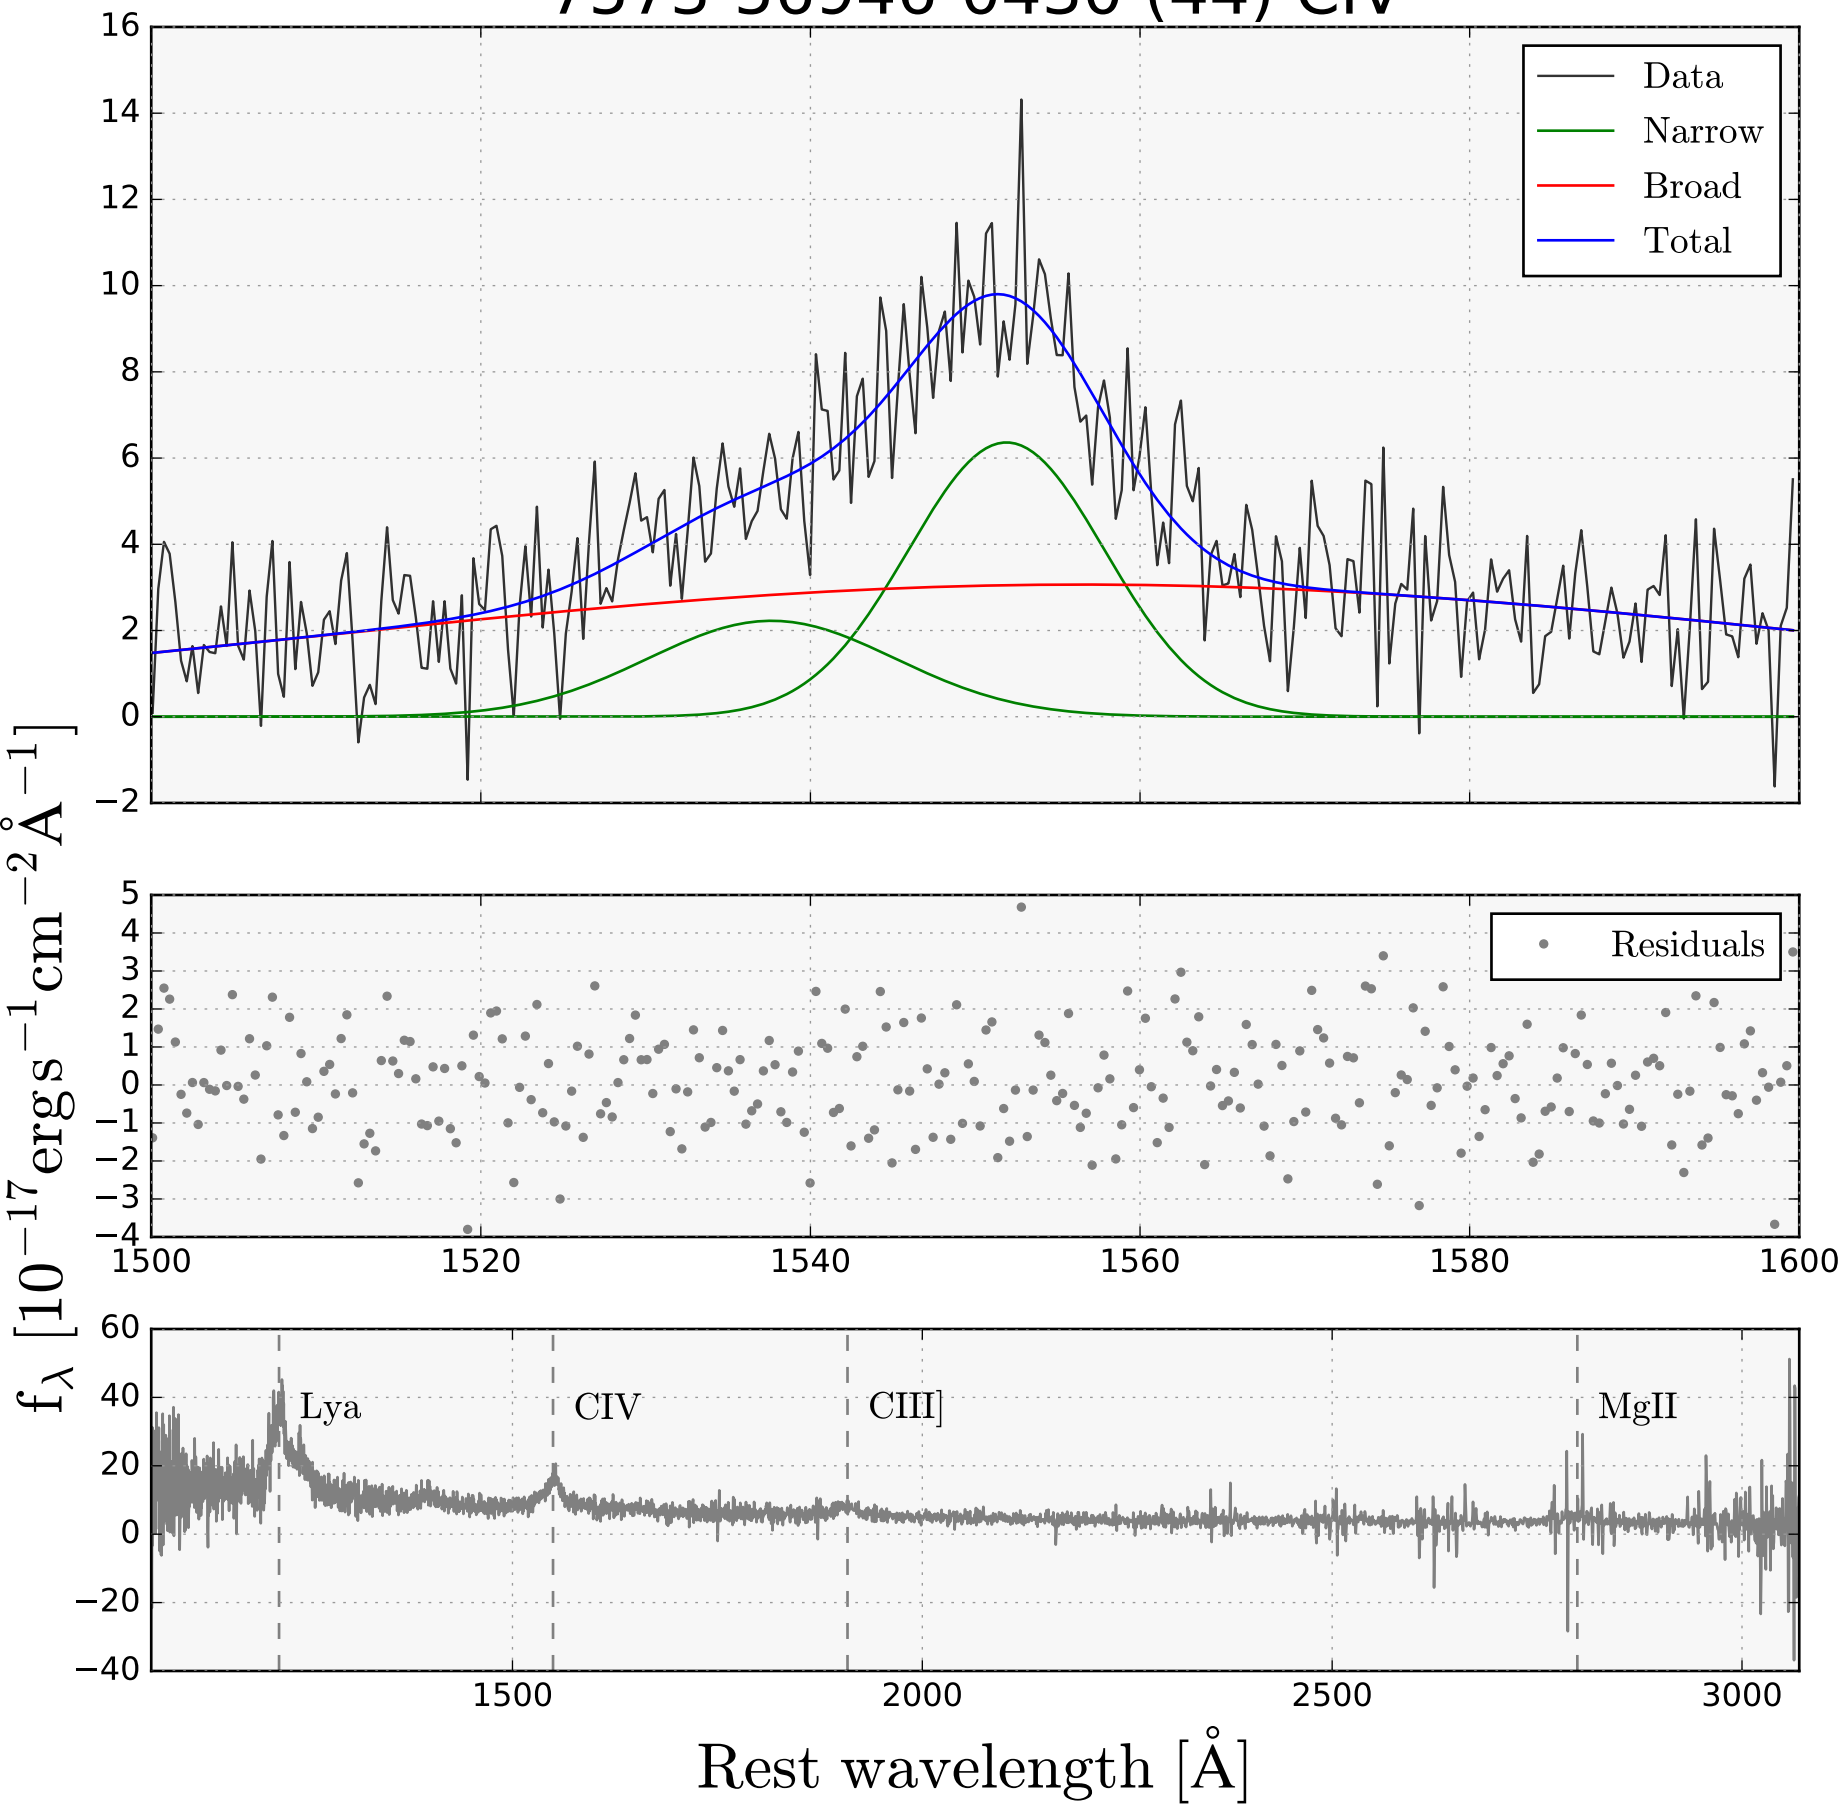 16
14
12
10
8
6
4
2
0
−2
Data
Narrow
Broad
Total
5
4
3
2
1
0
−1
−2
−3
−4
Residuals
1500 1520 1540 1560 1580 1600
60
40
20
0
−20
−40
Lya CIV CIII] MgII
1500 2000 2500 3000
f_λ [10^−17 ergs^−1 cm^−2 Å^−1]
Rest wavelength [Å]